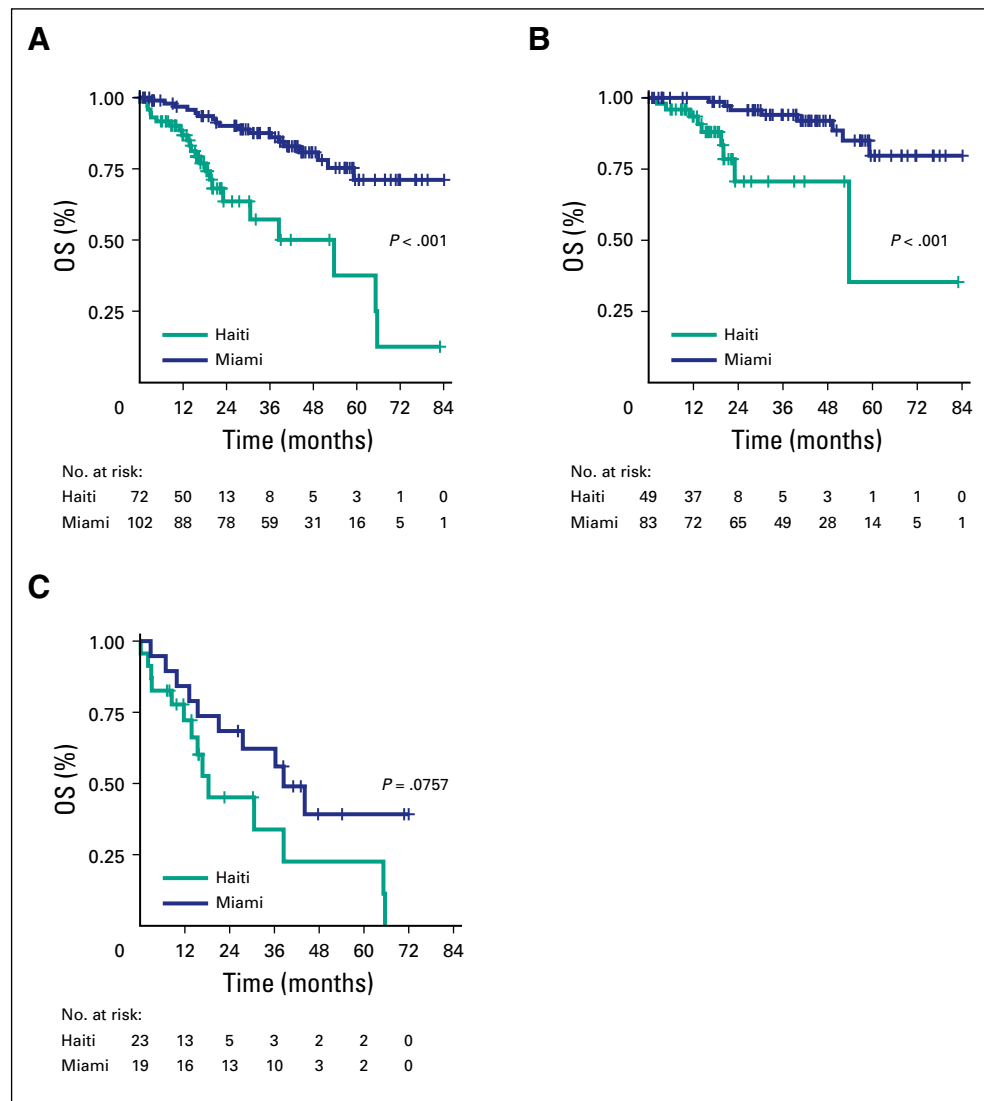 A
1.00
0.75
0.50
0.25
OS (%)
P < .001
Haiti
Miami
0 12 24 36 48 60 72 84
Time (months)
No. at risk:
Haiti 72 50 13 8 5 3 1 0
Miami 102 88 78 59 31 16 5 1
B
1.00
0.75
0.50
0.25
OS (%)
P < .001
Haiti
Miami
0 12 24 36 48 60 72 84
Time (months)
No. at risk:
Haiti 49 37 8 5 3 1 1 0
Miami 83 72 65 49 28 14 5 1
C
1.00
0.75
0.50
0.25
OS (%)
P = .0757
Haiti
Miami
0 12 24 36 48 60 72 84
Time (months)
No. at risk:
Haiti 23 13 5 3 2 2 0
Miami 19 16 13 10 3 2 0